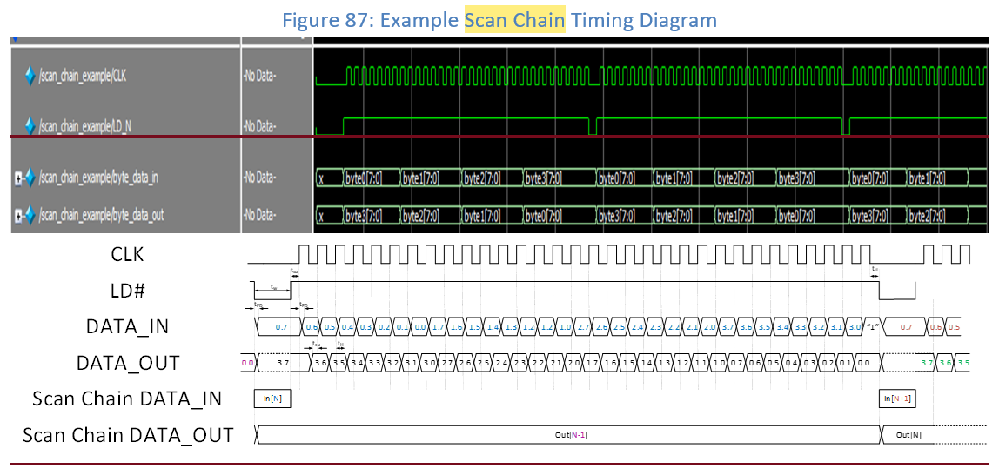 Figure 87: Example Scan Chain Timing Diagram
/scan_chain_example/CLK -No Data-
/scan_chain_example/LD_N -No Data-
/scan_chain_example/byte_data_in -No Data- x byte0[7:0] byte1[7:0] byte2[7:0] byte3[7:0] byte0[7:0] byte1[7:0] byte2[7:0] byte3[7:0] byte0[7:0] byte1[7:0]
/scan_chain_example/byte_data_out -No Data- x byte3[7:0] byte2[7:0] byte1[7:0] byte0[7:0] byte3[7:0] byte2[7:0] byte1[7:0] byte0[7:0] byte3[7:0] byte2[7:0]
CLK
tsu tH
LD# tw
tPD tPD
DATA_IN 0.7 0.6 0.5 0.4 0.3 0.2 0.1 0.0 1.7 1.6 1.5 1.4 1.3 1.2 1.2 1.0 2.7 2.6 2.5 2.4 2.3 2.2 2.1 2.0 3.7 3.6 3.5 3.4 3.3 3.2 3.1 3.0 "1" 0.7 0.6 0.5
tsu tH
DATA_OUT 0.0 3.7 3.6 3.5 3.4 3.3 3.2 3.1 3.0 2.7 2.6 2.5 2.4 2.3 2.2 2.1 2.0 1.7 1.6 1.5 1.4 1.3 1.2 1.1 1.0 0.7 0.6 0.5 0.4 0.3 0.2 0.1 0.0 3.7 3.6 3.5
Scan Chain DATA_IN In[N] In[N+1]
Scan Chain DATA_OUT Out[N-1] Out[N]